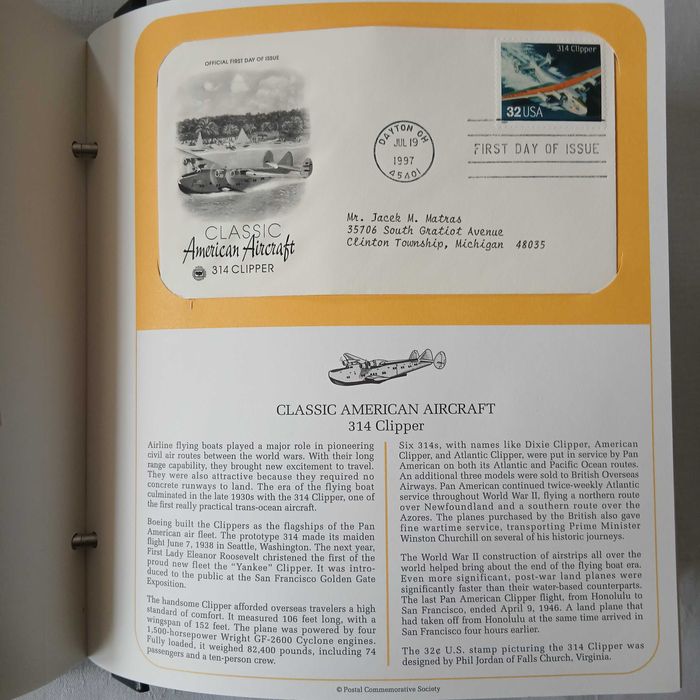 OFFICIAL FIRST DAY OF ISSUE
314 Clipper
32 USA
DAYTON OH
JUL 19
1997
45401
FIRST DAY OF ISSUE
Mr. Jacek M. Matras
35706 South Gratiot Avenue
Clinton Township, Michigan 48035
CLASSIC
American Aircraft
314 CLIPPER
CLASSIC AMERICAN AIRCRAFT
314 Clipper
Airline flying boats played a major role in pioneering
civil air routes between the world wars. With their long
range capability, they brought new excitement to travel.
They were also attractive because they required no
concrete runways to land. The era of the flying boat
culminated in the late 1930s with the 314 Clipper, one of
the first really practical trans-ocean aircraft.
Boeing built the Clippers as the flagships of the Pan
American air fleet. The prototype 314 made its maiden
flight June 7, 1938 in Seattle, Washington. The next year,
First Lady Eleanor Roosevelt christened the first of the
proud new fleet the "Yankee" Clipper. It was intro-
duced to the public at the San Francisco Golden Gate
Exposition.
The handsome Clipper afforded overseas travelers a high
standard of comfort. It measured 106 feet long, with a
wingspan of 152 feet. The plane was powered by four
1,500-horsepower Wright GF-2600 Cyclone engines.
Fully loaded, it weighed 82,400 pounds, including 74
passengers and a ten-person crew.
Six 314s, with names like Dixie Clipper, American
Clipper, and Atlantic Clipper, were put in service by Pan
American on both its Atlantic and Pacific Ocean routes.
An additional three models were sold to British Overseas
Airways. Pan American continued twice-weekly Atlantic
service throughout World War II, flying a northern route
over Newfoundland and a southern route over the
Azores. The planes purchased by the British also gave
fine wartime service, transporting Prime Minister
Winston Churchill on several of his historic journeys.
The World War II construction of airstrips all over the
world helped bring about the end of the flying boat era.
Even more significant, post-war land planes were
significantly faster than their water-based counterparts.
The last Pan American Clipper flight, from Honolulu to
San Francisco, ended April 9, 1946. A land plane that
had taken off from Honolulu at the same time arrived in
San Francisco four hours earlier.
The 32¢ U.S. stamp picturing the 314 Clipper was
designed by Phil Jordan of Falls Church, Virginia.
© Postal Commemorative Society